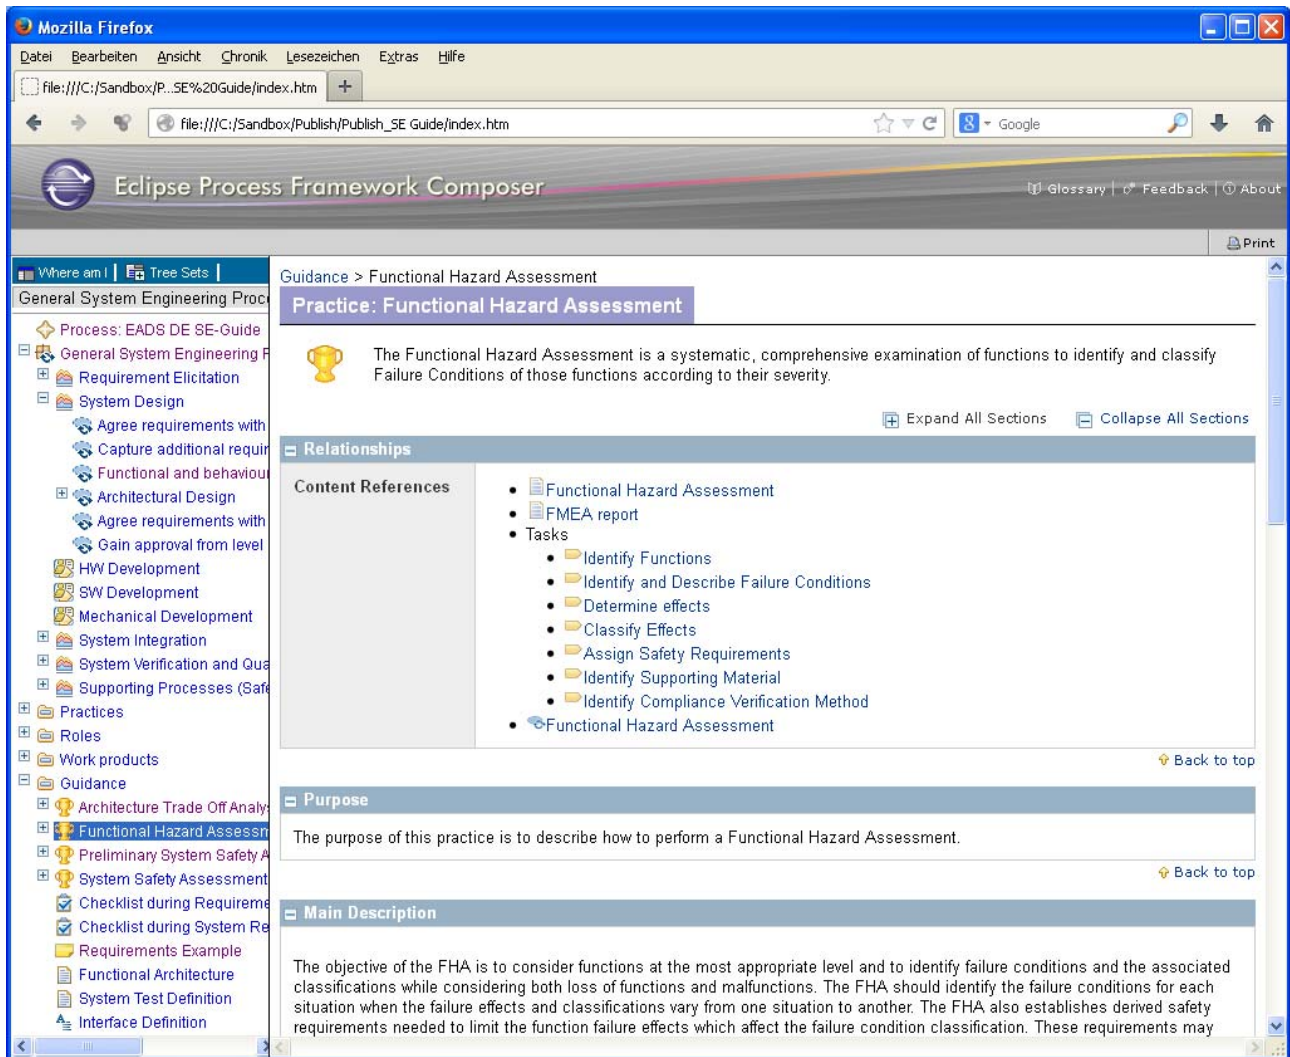 Mozilla Firefox
Datei Bearbeiten Ansicht Chronik Lesezeichen Extras Hilfe
file:///C:/Sandbox/P...SE%20Guide/index.htm
file:///C:/Sandbox/Publish/Publish_SE Guide/index.htm
Google
Eclipse Process Framework Composer
Glossary | Feedback | About
Print
Where am I | Tree Sets |
General System Engineering Proc
Process: EADS DE SE-Guide
General System Engineering P
Requirement Elicitation
System Design
Agree requirements with
Capture additional requir
Functional and behaviou
Architectural Design
Agree requirements with
Gain approval from level
HW Development
SW Development
Mechanical Development
System Integration
System Verification and Qua
Supporting Processes (Safe
Practices
Roles
Work products
Guidance
Architecture Trade Off Analy
Functional Hazard Assessm
Preliminary System Safety A
System Safety Assessment
Checklist during Requireme
Checklist during System Re
Requirements Example
Functional Architecture
System Test Definition
Interface Definition
Guidance > Functional Hazard Assessment
Practice: Functional Hazard Assessment
The Functional Hazard Assessment is a systematic, comprehensive examination of functions to identify and classify
Failure Conditions of those functions according to their severity.
Expand All Sections Collapse All Sections
Relationships
Content References
Functional Hazard Assessment
FMEA report
Tasks
Identify Functions
Identify and Describe Failure Conditions
Determine effects
Classify Effects
Assign Safety Requirements
Identify Supporting Material
Identify Compliance Verification Method
Functional Hazard Assessment
Back to top
Purpose
The purpose of this practice is to describe how to perform a Functional Hazard Assessment.
Back to top
Main Description
The objective of the FHA is to consider functions at the most appropriate level and to identify failure conditions and the associated
classifications while considering both loss of functions and malfunctions. The FHA should identify the failure conditions for each
situation when the failure effects and classifications vary from one situation to another. The FHA also establishes derived safety
requirements needed to limit the function failure effects which affect the failure condition classification. These requirements may